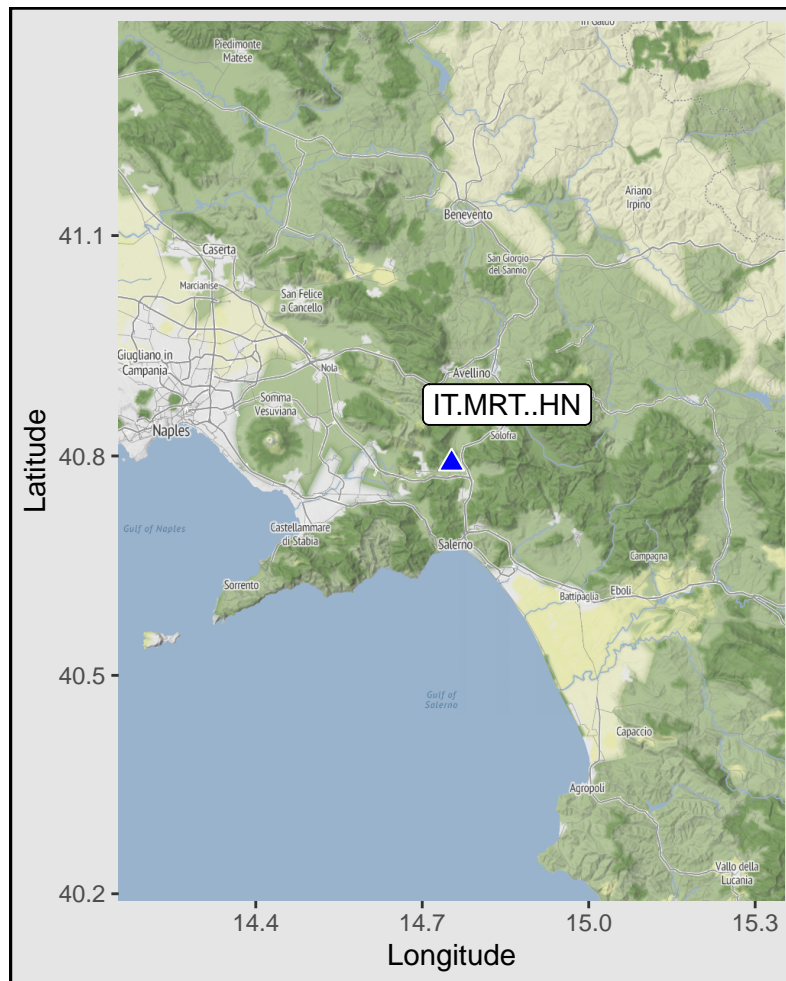 In Galdo
Piedimonte
Matese
Ariano
Irpino
Benevento
41.1
Caserta
San Giorgio
del Sannio
Marcianise
San Felice
a Cancello
Giugliano in
Campania
Nola
Avellino
Somma
Vesuviana
IT.MRT..HN
Naples
Solofra
40.8
Latitude
Gulf of Naples
Castellammare
di Stabia
Salerno
Campagna
Sorrento
Battipaglia
Eboli
40.5
Gulf of
Salerno
Capaccio
Agropoli
Vallo della
Lucania
40.2
14.4
14.7
15.0
15.3
Longitude